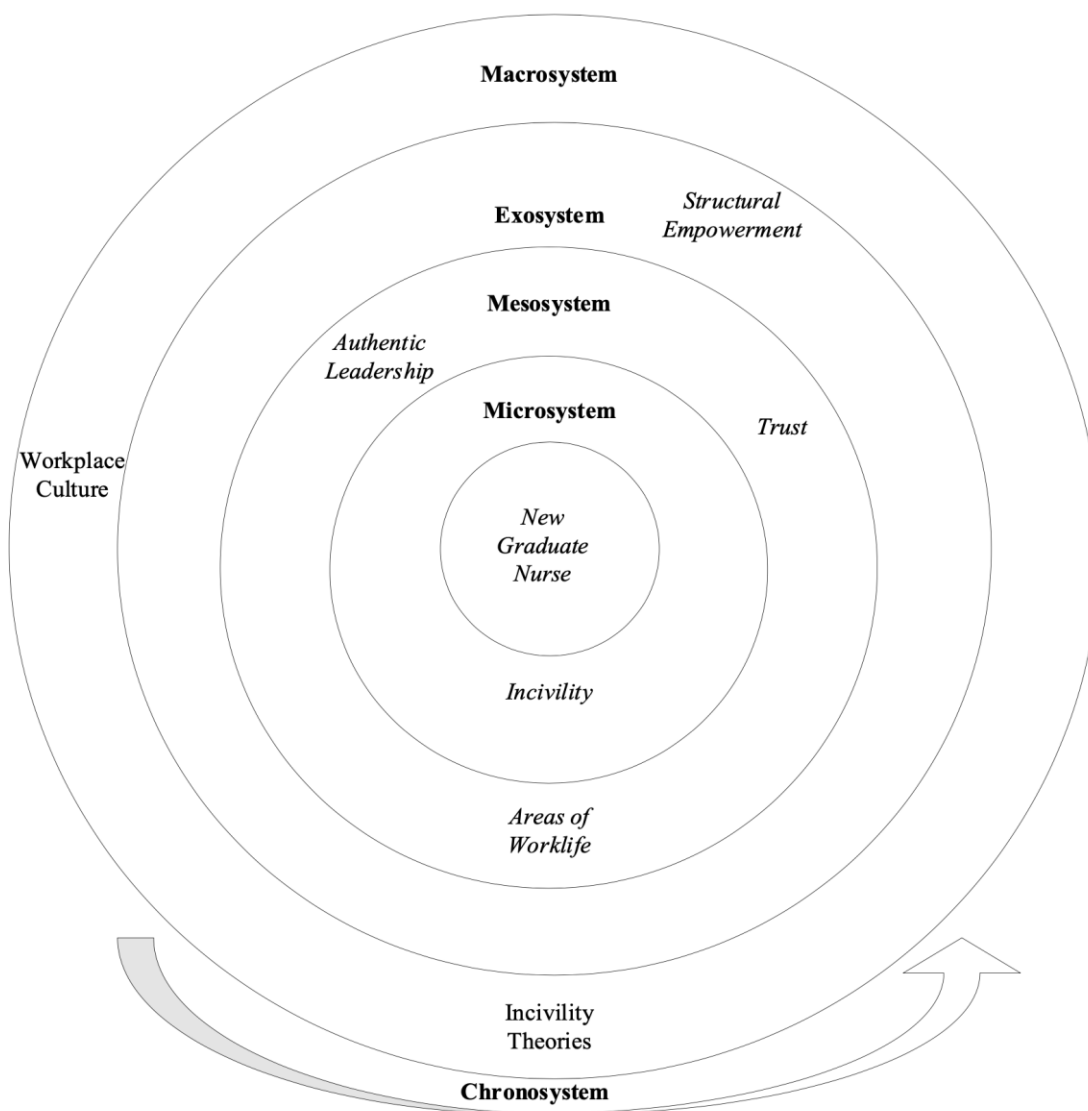 Macrosystem
Structural
Empowerment
Exosystem
Mesosystem
Authentic
Leadership
Microsystem
Trust
Workplace
Culture
New
Graduate
Nurse
Incivility
Areas of
Worklife
Incivility
Theories
Chronosystem